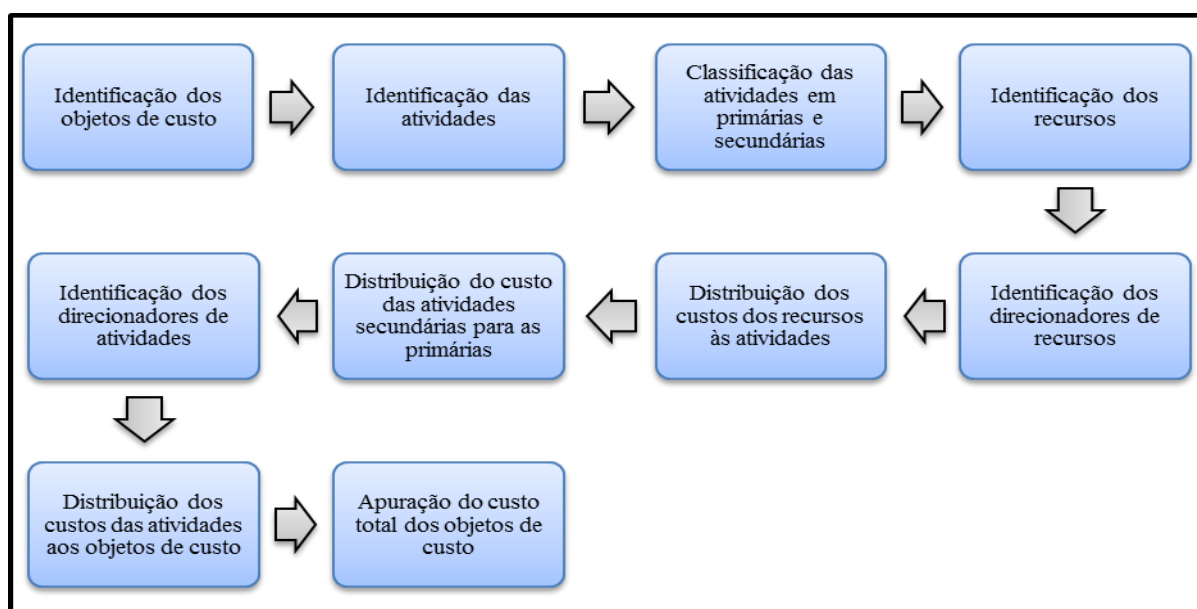 Identificação dos
objetos de custo
Identificação das
atividades
Classificação das
atividades em
primárias e
secundárias
Identificação dos
recursos
Identificação dos
direcionadores de
recursos
Distribuição dos
custos dos recursos
às atividades
Distribuição do custo
das atividades
secundárias para as
primárias
Identificação dos
direcionadores de
atividades
Distribuição dos
custos das atividades
aos objetos de custo
Apuração do custo
total dos objetos de
custo